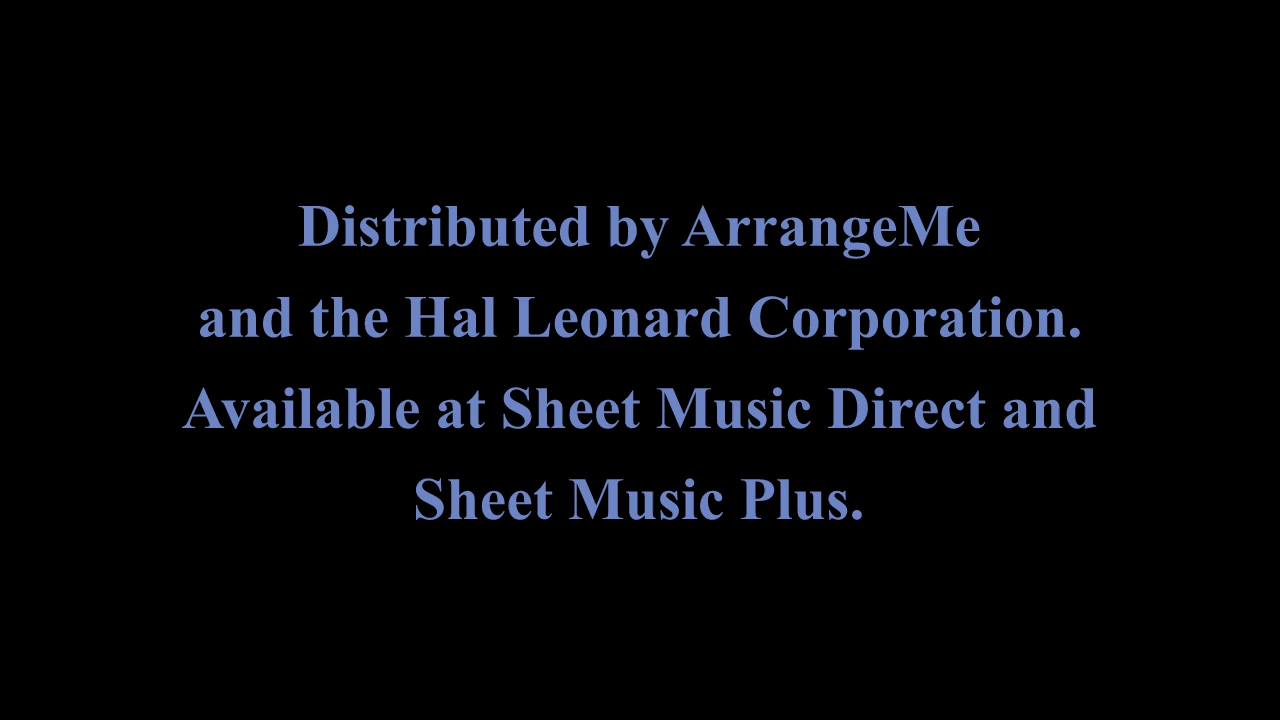 Distributed by ArrangeMe
and the Hal Leonard Corporation.
Available at Sheet Music Direct and
Sheet Music Plus.